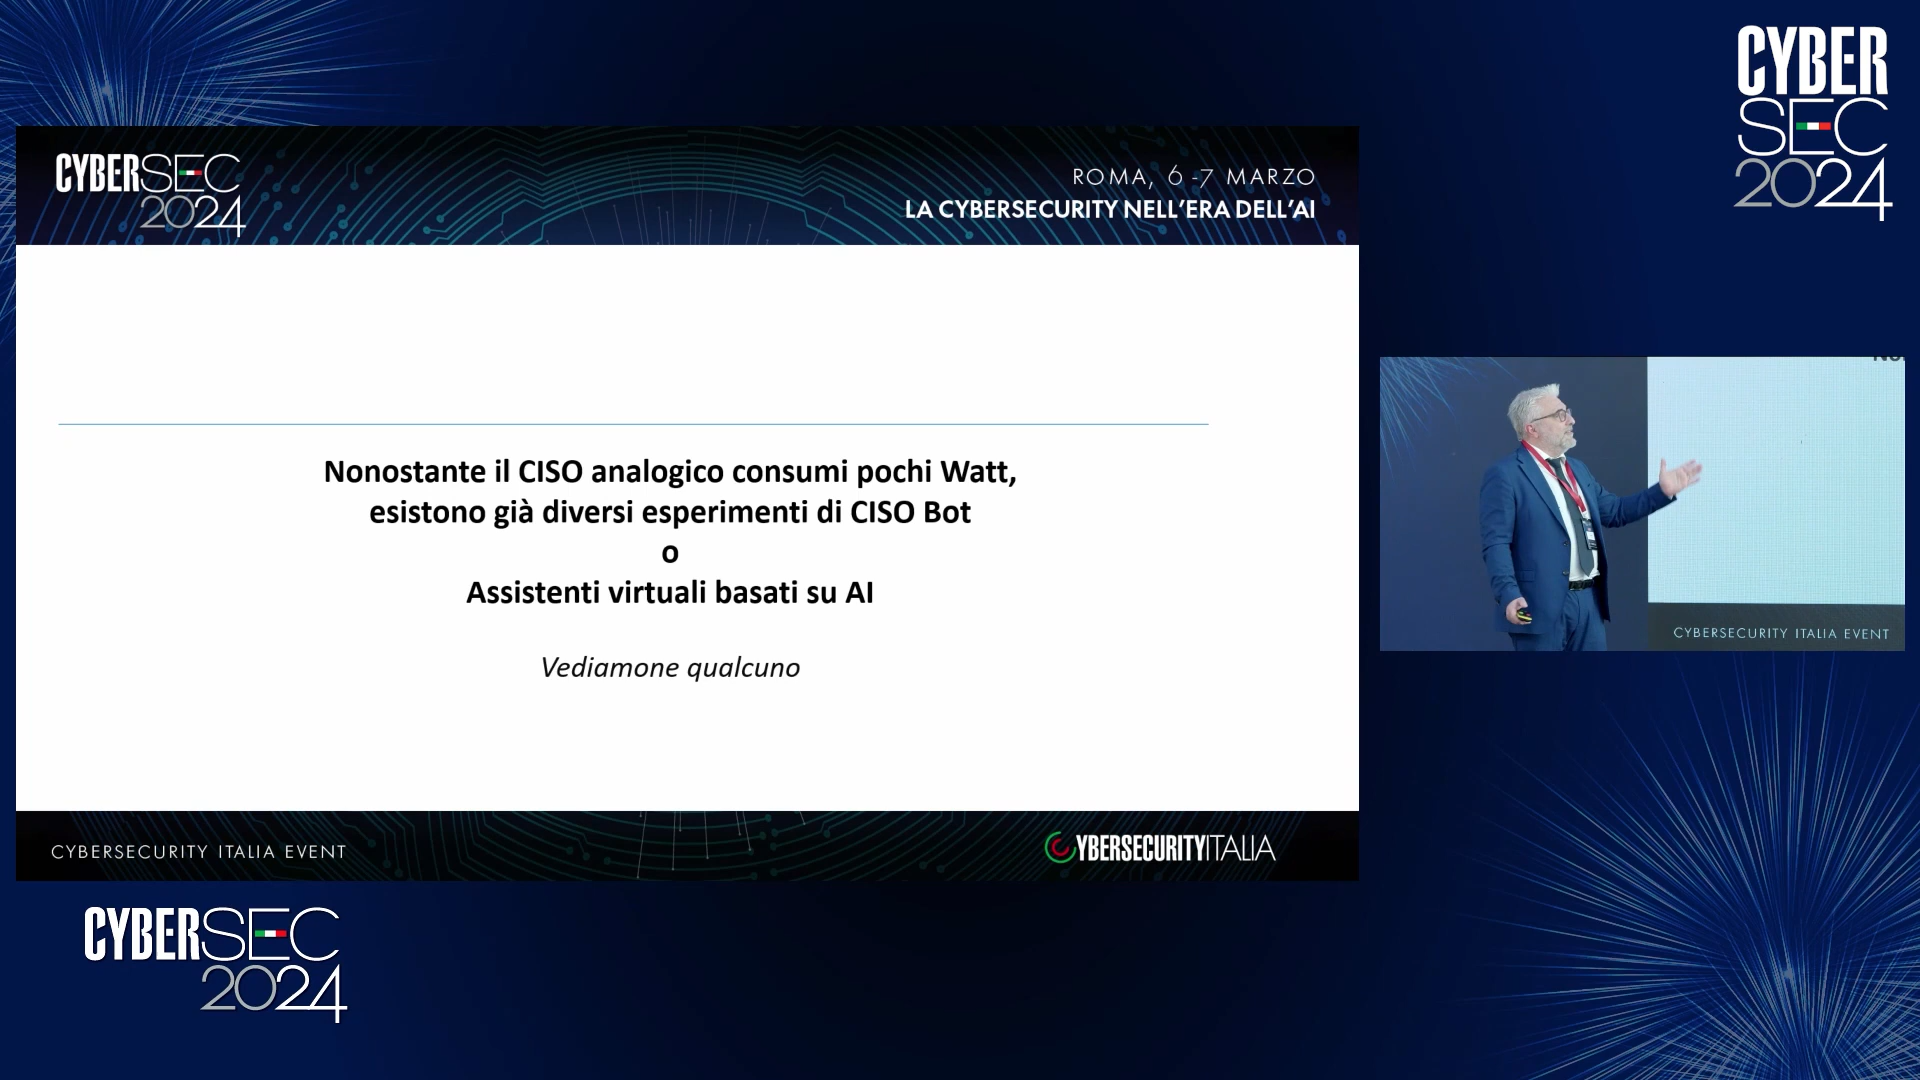 CYBER
SEC
2024
CYBERSEC
2024
ROMA, 6 -7 MARZO
LA CYBERSECURITY NELL'ERA DELL'AI
Nonostante il CISO analogico consumi pochi Watt,
esistono già diversi esperimenti di CISO Bot
o
Assistenti virtuali basati su AI
Vediamone qualcuno
CYBERSECURITY ITALIA EVENT
CYBERSECURITYITALIA
CYBERSECURITY ITALIA EVENT
CYBERSEC
2024